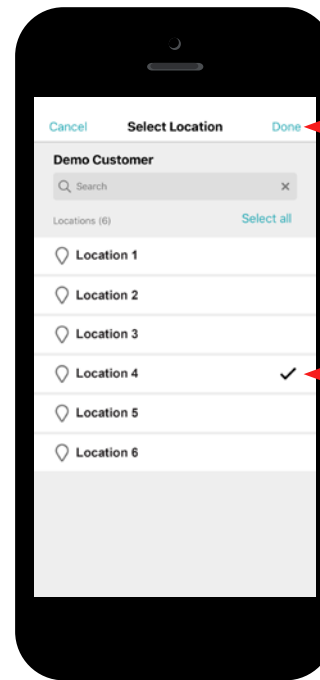 Cancel Select Location Done
Demo Customer
Search
Locations (6) Select all
Location 1
Location 2
Location 3
Location 4
Location 5
Location 6